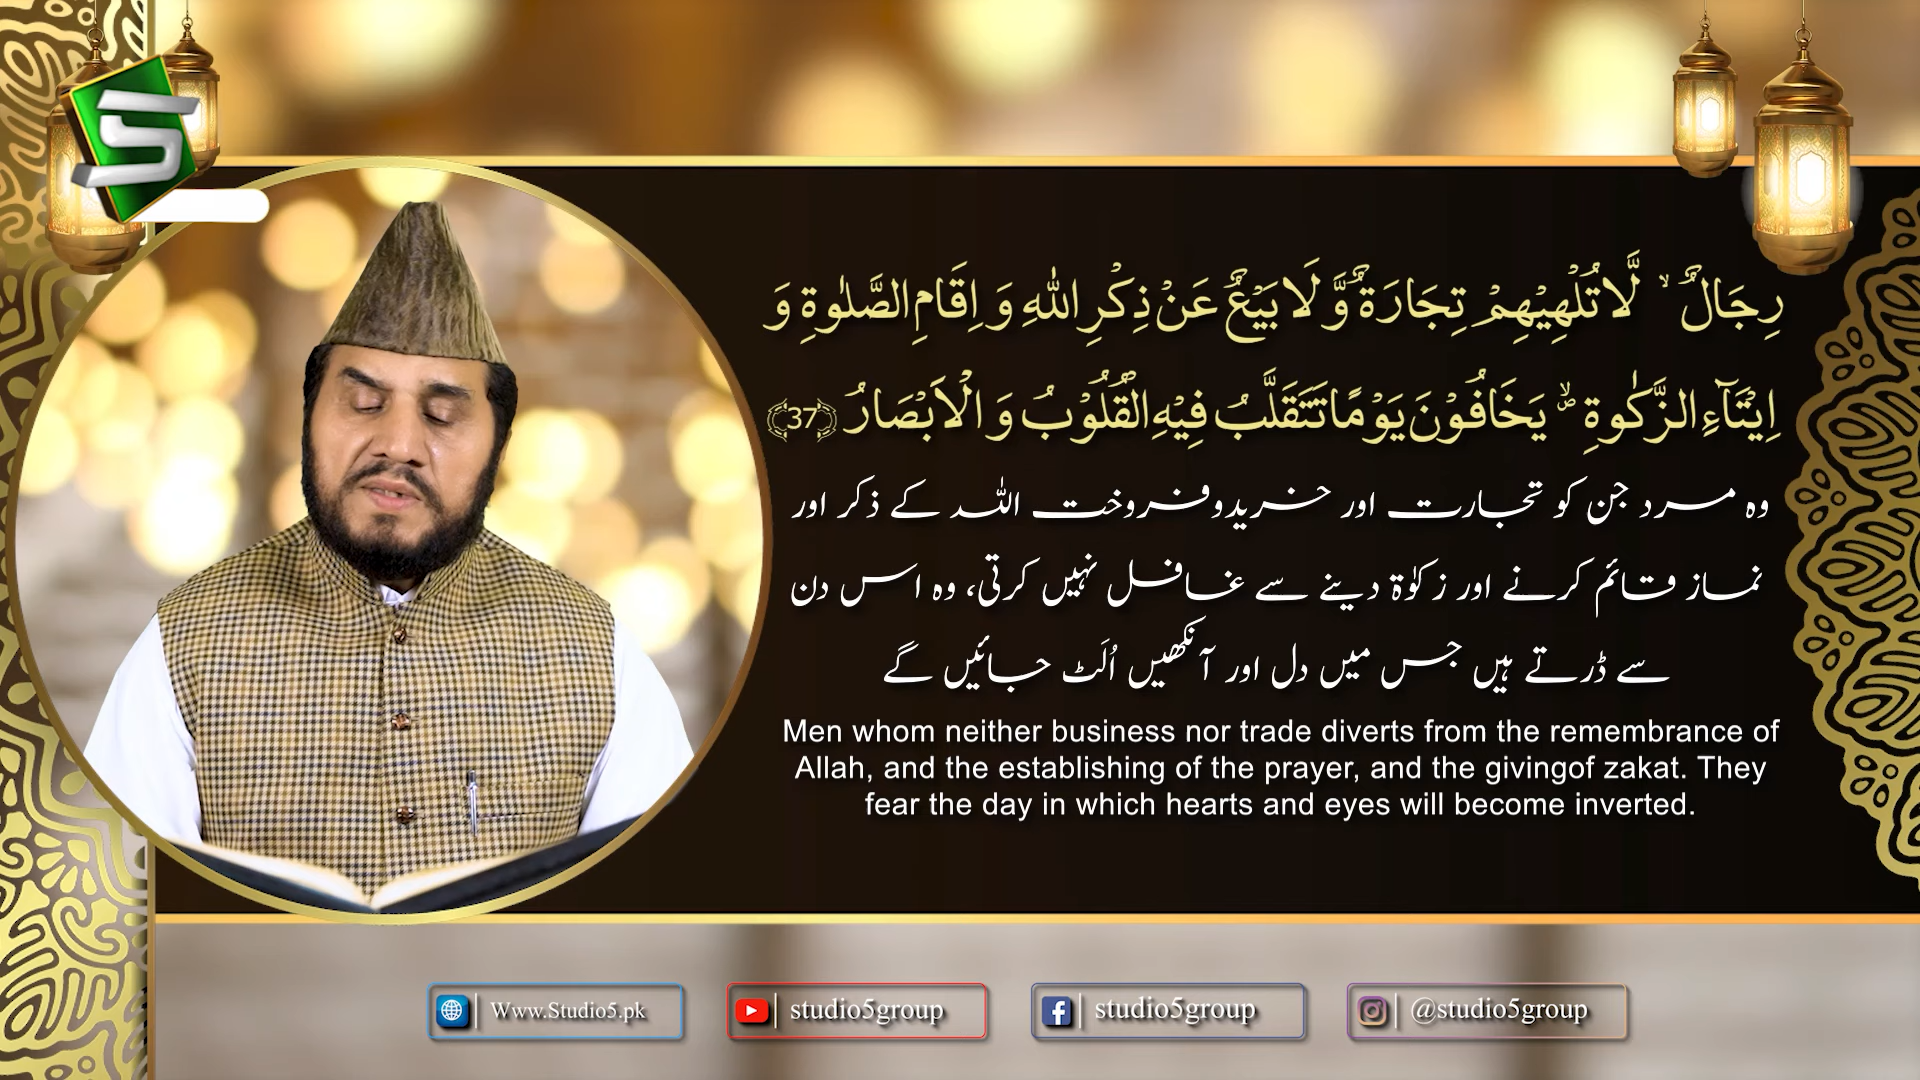 رِجَالٌ ۙ لَّا تُلْهِيْهِمْ تِجَارَةٌ وَّ لَا بَيْعٌ عَنْ ذِكْرِ اللّٰهِ وَ اِقَامِ الصَّلٰوةِ وَ
اِيْتَآءِ الزَّكٰوةِ ۪ۙ يَخَافُوْنَ يَوْمًا تَتَقَلَّبُ فِيْهِ الْقُلُوْبُ وَ الْاَبْصَارُ ﴿37﴾
وہ مرد جن کو تجارت اور خریدوفروخت اللہ کے ذکر اور
نماز قائم کرنے اور زکوٰۃ دینے سے غافل نہیں کرتی، وہ اس دن
سے ڈرتے ہیں جس میں دل اور آنکھیں اُلَٹ جائیں گے
Men whom neither business nor trade diverts from the remembrance of
Allah, and the establishing of the prayer, and the givingof zakat. They
fear the day in which hearts and eyes will become inverted.
Www.Studio5.pk
studio5group
studio5group
@studio5group